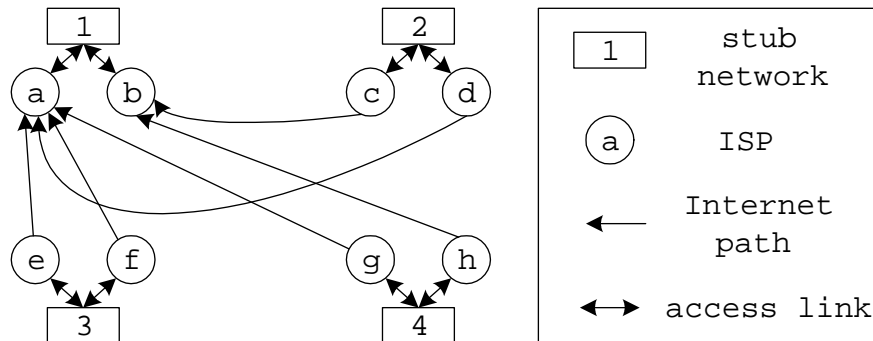 1
2
a
b
c
d
e
f
g
h
3
4
1
stub
network
a
ISP
Internet
path
access link